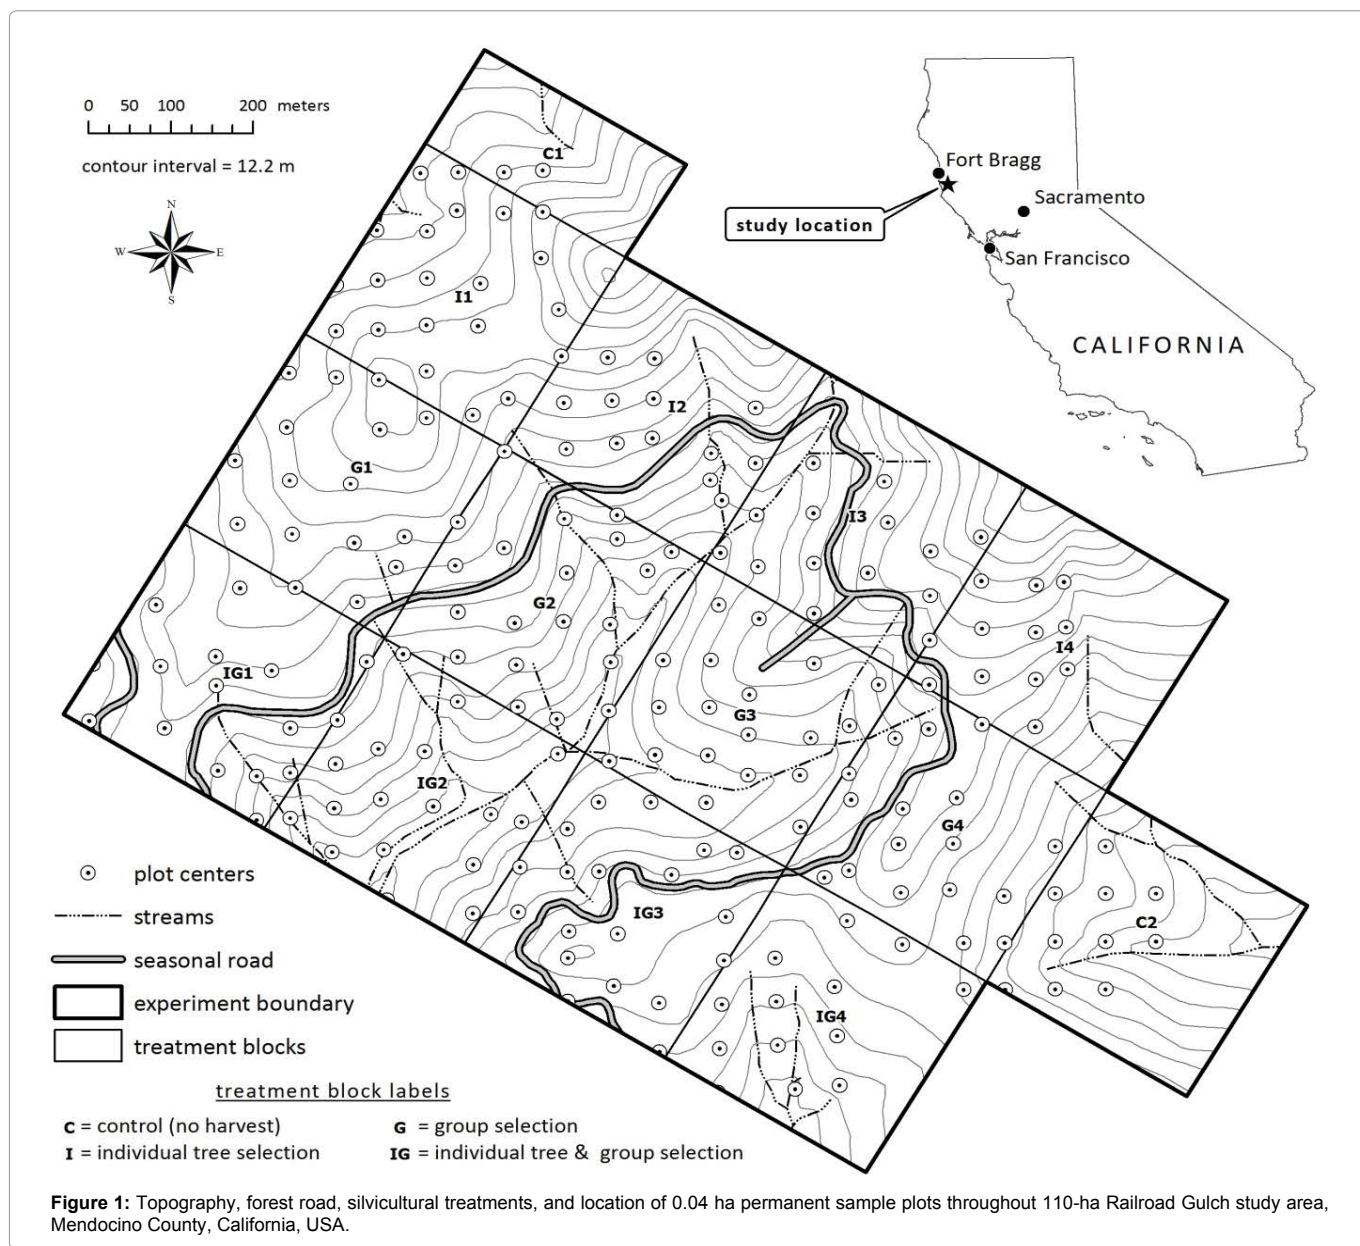 0 50 100 200 meters
contour interval = 12.2 m
N
W E
S
Fort Bragg
Sacramento
study location
San Francisco
CALIFORNIA
C1
I1
I2
G1
I3
G2
I4
IG1
G3
IG2
G4
IG3
C2
IG4
plot centers
streams
seasonal road
experiment boundary
treatment blocks
treatment block labels
C = control (no harvest) G = group selection
I = individual tree selection IG = individual tree & group selection
Figure 1: Topography, forest road, silvicultural treatments, and location of 0.04 ha permanent sample plots throughout 110-ha Railroad Gulch study area,
Mendocino County, California, USA.